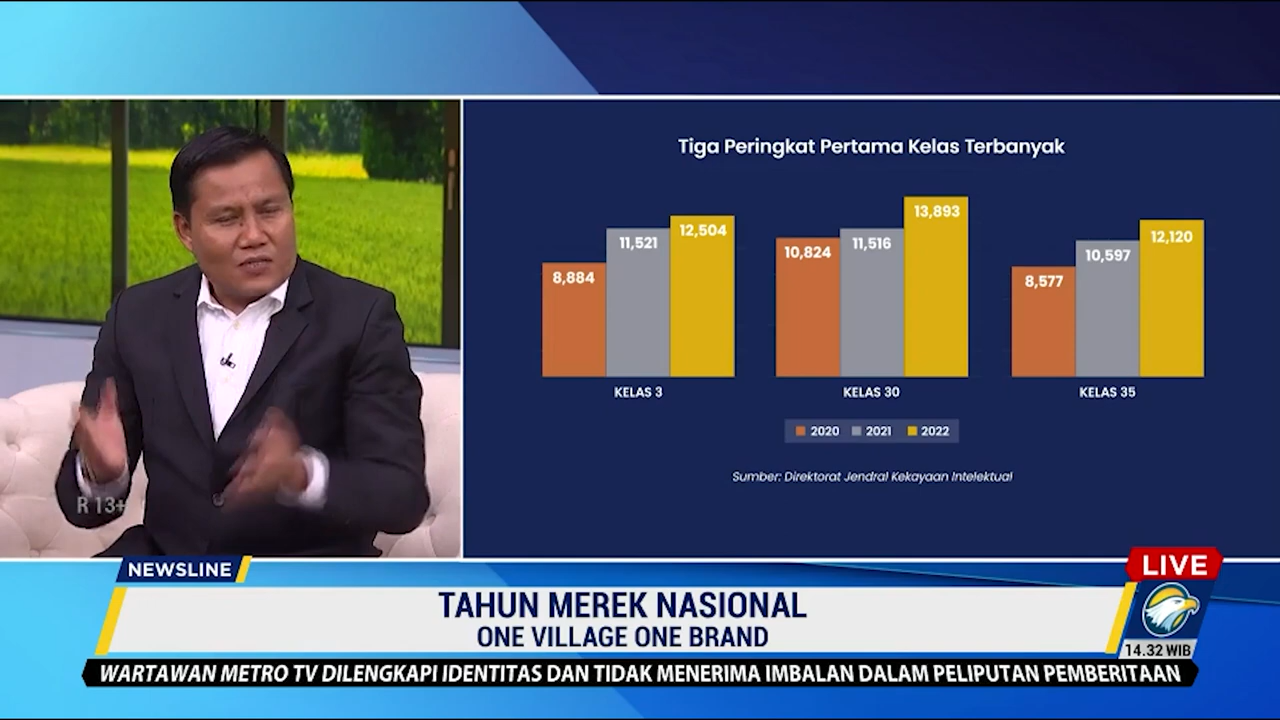 Tiga Peringkat Pertama Kelas Terbanyak
8,884
11,521
12,504
10,824
11,516
13,893
8,577
10,597
12,120
KELAS 3
KELAS 30
KELAS 35
2020 2021 2022
Sumber: Direktorat Jendral Kekayaan Intelektual
R 13+
NEWSLINE
LIVE
TAHUN MEREK NASIONAL
ONE VILLAGE ONE BRAND
14.32 WIB
WARTAWAN METRO TV DILENGKAPI IDENTITAS DAN TIDAK MENERIMA IMBALAN DALAM PELIPUTAN PEMBERITAAN